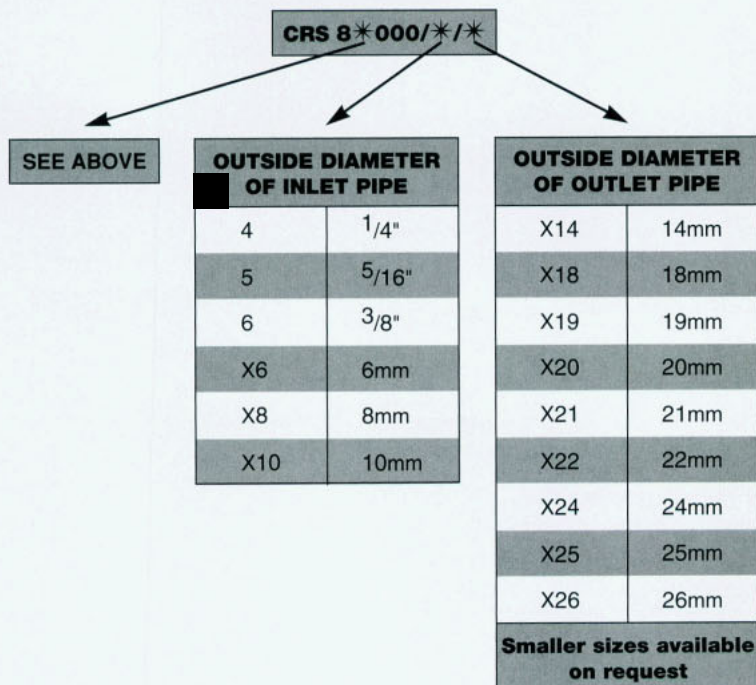 CRS 8✳000/✳/✳
SEE ABOVE
OUTSIDE DIAMETER
OF INLET PIPE
4 1/4"
5 5/16"
6 3/8"
X6 6mm
X8 8mm
X10 10mm
OUTSIDE DIAMETER
OF OUTLET PIPE
X14 14mm
X18 18mm
X19 19mm
X20 20mm
X21 21mm
X22 22mm
X24 24mm
X25 25mm
X26 26mm
Smaller sizes available
on request